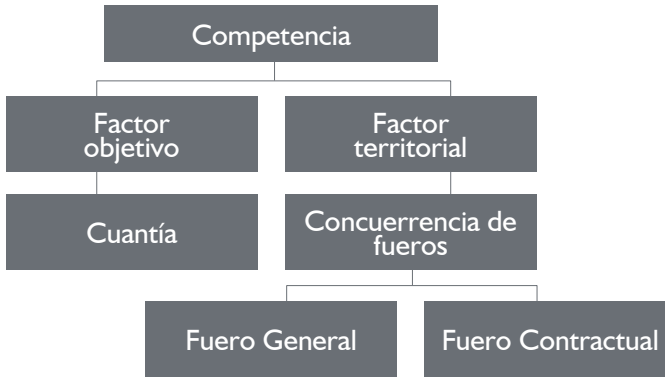 Competencia
Factor
objetivo
Factor
territorial
Cuantía
Concuerrencia de
fueros
Fuero General
Fuero Contractual